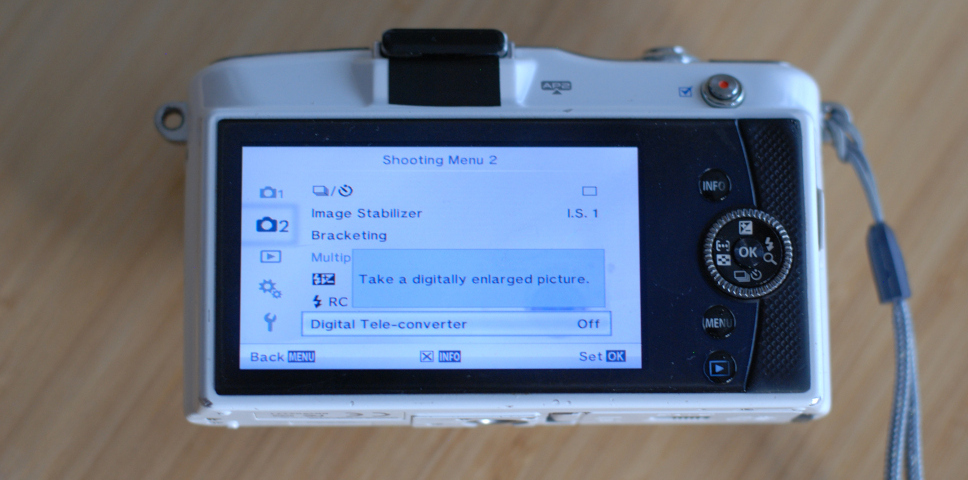 AP2
Shooting Menu 2
1
/
Image Stabilizer I.S. 1
2
Bracketing
Multip
Take a digitally enlarged picture.
RC
Digital Tele-converter Off
Back MENU INFO Set OK
INFO
OK
MENU